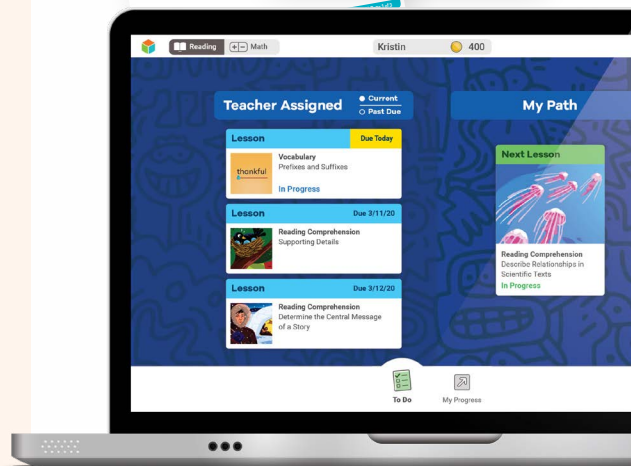 Reading
Math
Kristin
400
Teacher Assigned
Current
Past Due
My Path
Lesson
Due Today
thankful
Vocabulary
Prefixes and Suffixes
In Progress
Lesson
Due 3/11/20
Reading Comprehension
Supporting Details
Lesson
Due 3/12/20
Reading Comprehension
Determine the Central Message
of a Story
Next Lesson
Reading Comprehension
Describe Relationships in
Scientific Texts
In Progress
To Do
My Progress